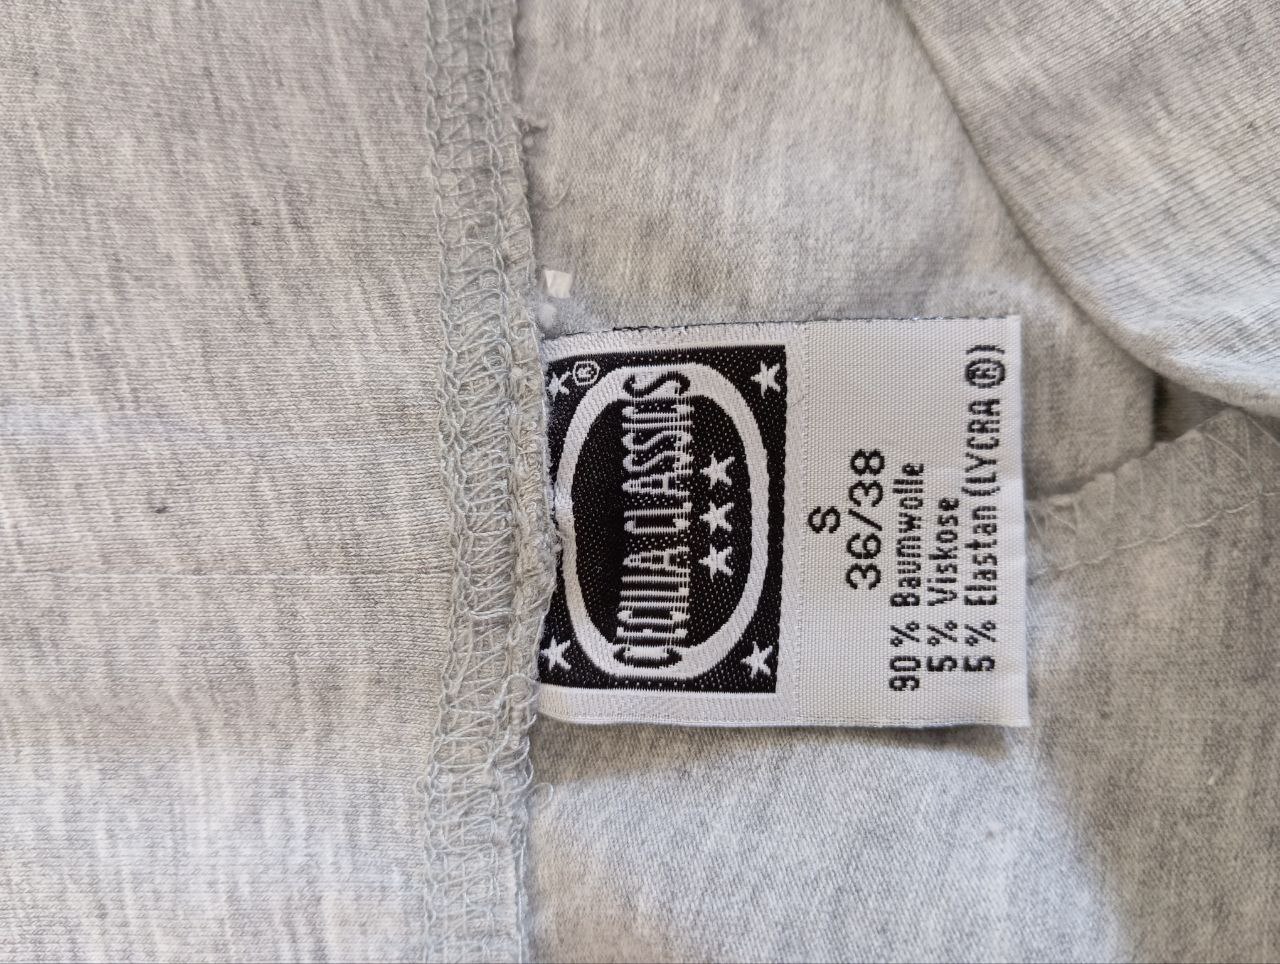 CECILIA CLASSICS
®
S
36/38
90% Baumwolle
5% Viskose
5% Elastan (LYCRA ®)